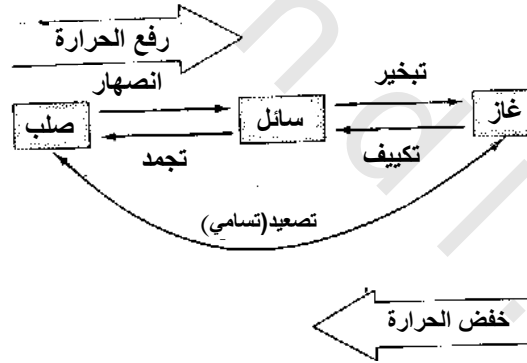 رفع الحرارة
انصهار
تبخير
صلب
سائل
غاز
تجمد
تكييف
تصعيد(تسامي)
خفض الحرارة